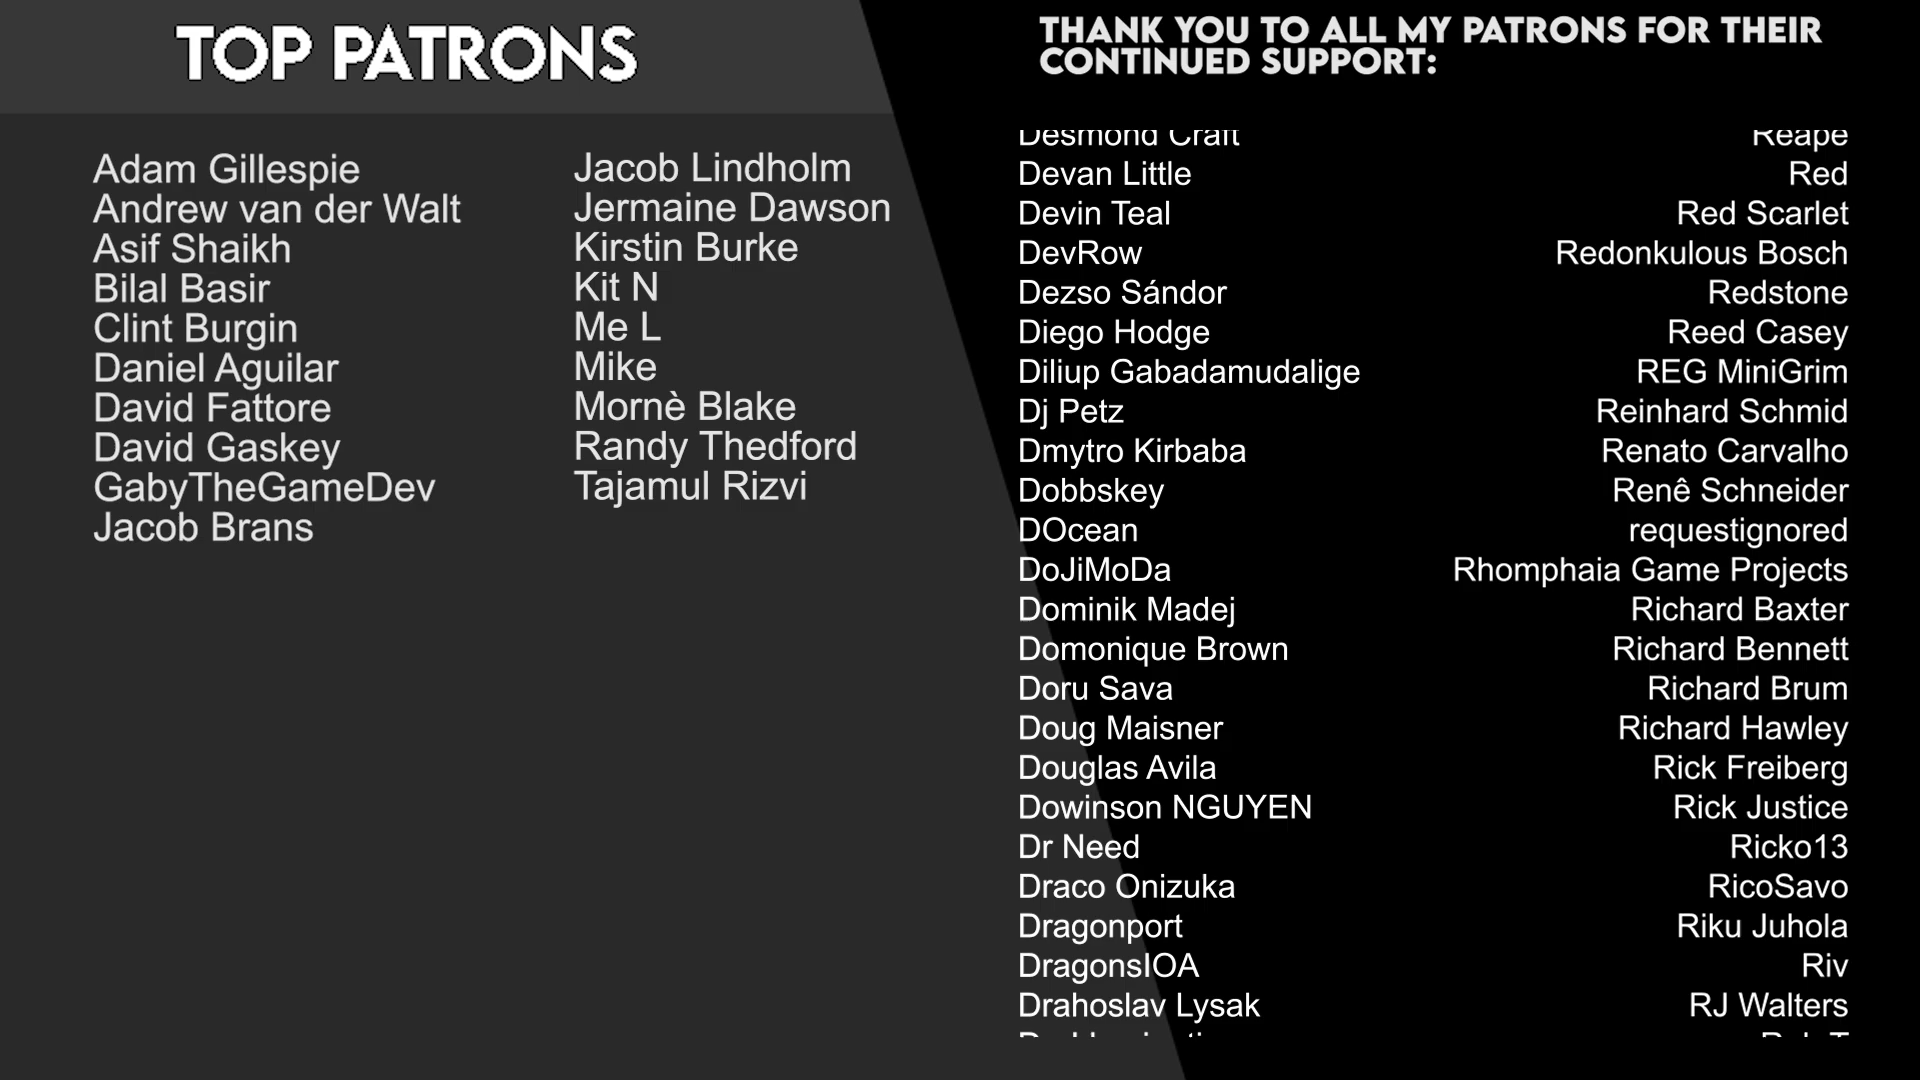 TOP PATRONS
Adam Gillespie
Andrew van der Walt
Asif Shaikh
Bilal Basir
Clint Burgin
Daniel Aguilar
David Fattore
David Gaskey
GabyTheGameDev
Jacob Brans
Jacob Lindholm
Jermaine Dawson
Kirstin Burke
Kit N
Me L
Mike
Mornè Blake
Randy Thedford
Tajamul Rizvi
THANK YOU TO ALL MY PATRONS FOR THEIR
CONTINUED SUPPORT:
Desmond Craft
Devan Little
Devin Teal
DevRow
Dezso Sándor
Diego Hodge
Diliup Gabadamudalige
Dj Petz
Dmytro Kirbaba
Dobbskey
DOcean
DoJiMoDa
Dominik Madej
Domonique Brown
Doru Sava
Doug Maisner
Douglas Avila
Dowinson NGUYEN
Dr Need
Draco Onizuka
Dragonport
DragonsIOA
Drahoslav Lysak
Reape
Red
Red Scarlet
Redonkulous Bosch
Redstone
Reed Casey
REG MiniGrim
Reinhard Schmid
Renato Carvalho
Renê Schneider
requestignored
Rhomphaia Game Projects
Richard Baxter
Richard Bennett
Richard Brum
Richard Hawley
Rick Freiberg
Rick Justice
Ricko13
RicoSavo
Riku Juhola
Riv
RJ Walters